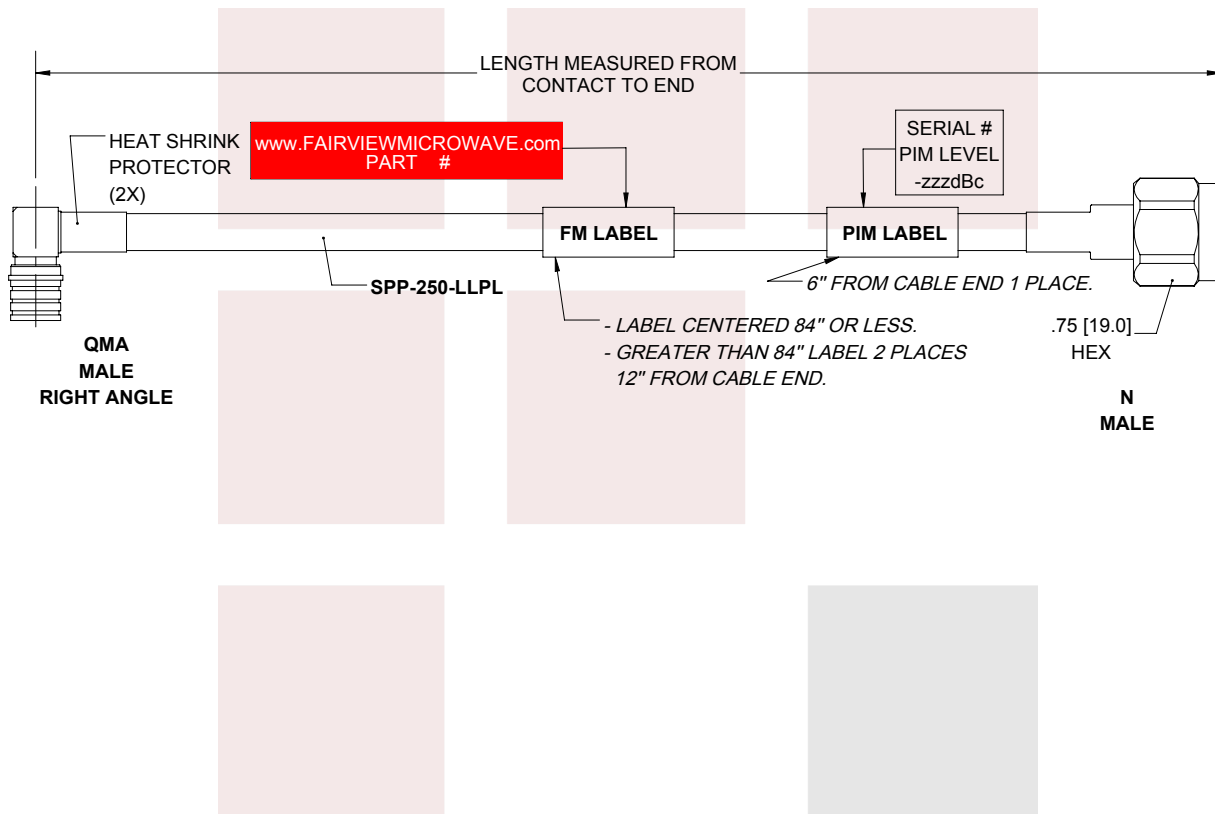 LENGTH MEASURED FROM
CONTACT TO END
HEAT SHRINK
PROTECTOR
(2X)
www.FAIRVIEWMICROWAVE.com
PART #
SERIAL #
PIM LEVEL
-zzzdBc
FM LABEL
PIM LABEL
SPP-250-LLPL
6" FROM CABLE END 1 PLACE.
- LABEL CENTERED 84" OR LESS.
- GREATER THAN 84" LABEL 2 PLACES
12" FROM CABLE END.
.75 [19.0]
HEX
QMA
MALE
RIGHT ANGLE
N
MALE